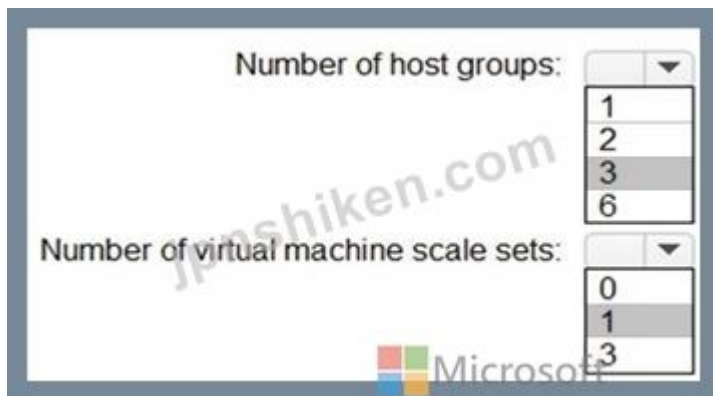 Number of host groups:
1
2
3
6
Number of virtual machine scale sets:
0
1
3
jpnshiken.com
Microsoft